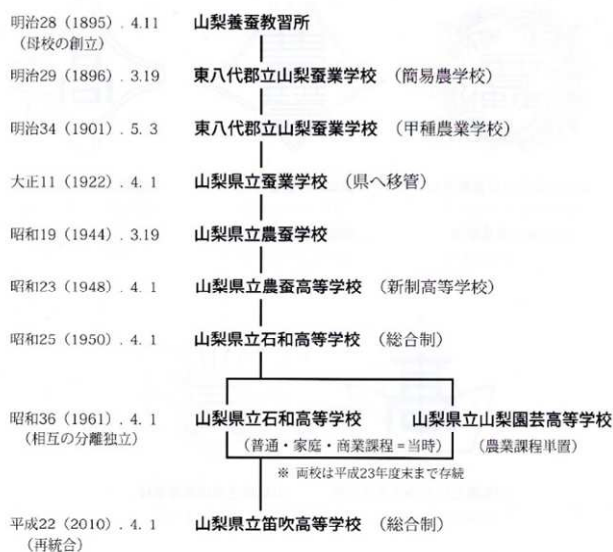 明治28（1895）. 4.11 山梨養蚕教習所
（母校の創立）
明治29（1896）. 3.19 東八代郡立山梨蚕業学校 （簡易農学校）
明治34（1901）. 5. 3 東八代郡立山梨蚕業学校 （甲種農業学校）
大正11（1922）. 4. 1 山梨県立蚕業学校 （県へ移管）
昭和19（1944）. 3.19 山梨県立農蚕学校
昭和23（1948）. 4. 1 山梨県立農蚕高等学校 （新制高等学校）
昭和25（1950）. 4. 1 山梨県立石和高等学校 （総合制）
昭和36（1961）. 4. 1 山梨県立石和高等学校 山梨県立山梨園芸高等学校
（相互の分離独立） （普通・家庭・商業課程＝当時） （農業課程単置）
※ 両校は平成23年度末まで存続
平成22（2010）. 4. 1 山梨県立笛吹高等学校 （総合制）
（再統合）